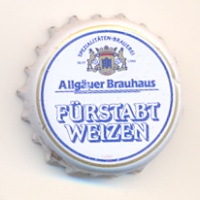 SPEZIALITÄTEN-BRAUEREI
Allgäuer Brauhaus
FÜRSTABT
WEIZEN